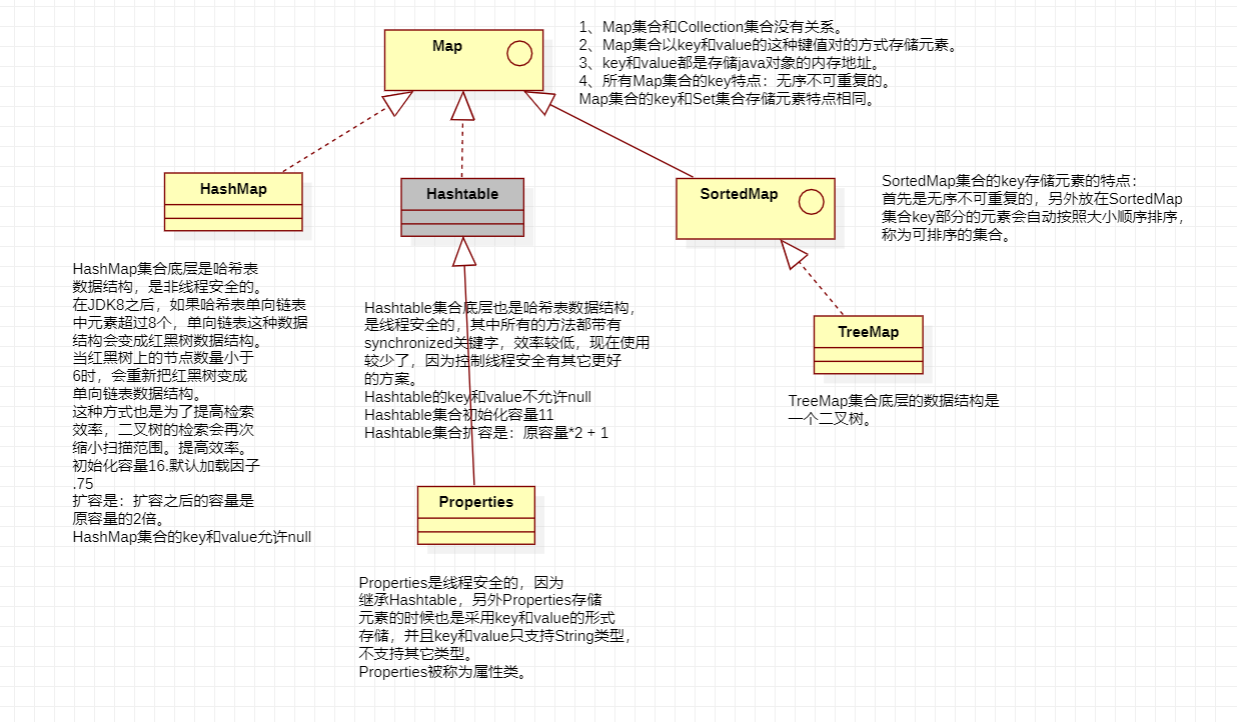 Map
1、Map集合和Collection集合没有关系。
2、Map集合以key和value的这种键值对的方式存储元素。
3、key和value都是存储java对象的内存地址。
4、所有Map集合的key特点：无序不可重复的。
Map集合的key和Set集合存储元素特点相同。
HashMap
Hashtable
SortedMap
SortedMap集合的key存储元素的特点：
首先是无序不可重复的，另外放在SortedMap
集合key部分的元素会自动按照大小顺序排序，
称为可排序的集合。
HashMap集合底层是哈希表
数据结构，是非线程安全的。
在JDK8之后，如果哈希表单向链表
中元素超过8个，单向链表这种数据
结构会变成红黑树数据结构。
当红黑树上的节点数量小于
6时，会重新把红黑树变成
单向链表数据结构。
这种方式也是为了提高检索
效率，二叉树的检索会再次
缩小扫描范围。提高效率。
初始化容量16.默认加载因子
.75
扩容是：扩容之后的容量是
原容量的2倍。
HashMap集合的key和value允许null
Hashtable集合底层也是哈希表数据结构，
是线程安全的，其中所有的方法都带有
synchronized关键字，效率较低，现在使用
较少了，因为控制线程安全有其它更好
的方案。
Hashtable的key和value不允许null
Hashtable集合初始化容量11
Hashtable集合扩容是：原容量*2 + 1
TreeMap
TreeMap集合底层的数据结构是
一个二叉树。
Properties
Properties是线程安全的，因为
继承Hashtable，另外Properties存储
元素的时候也是采用key和value的形式
存储，并且key和value只支持String类型，
不支持其它类型。
Properties被称为属性类。